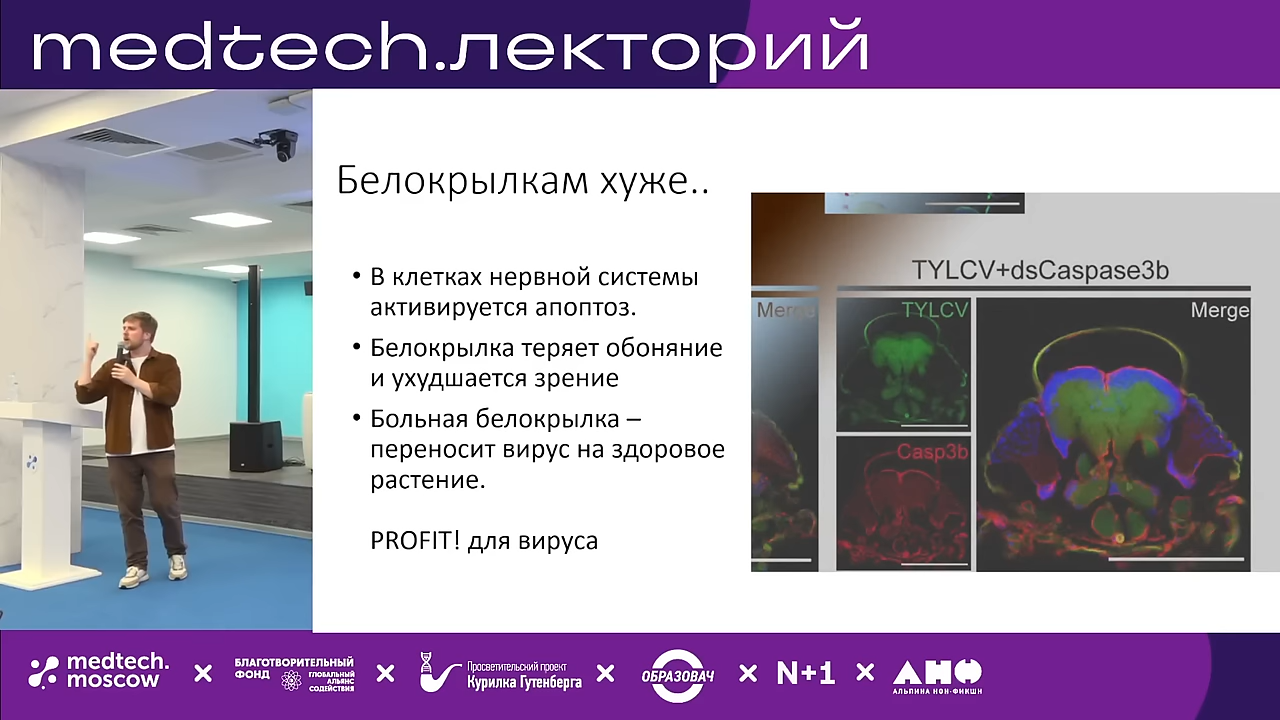 medtech.лекторий
Белокрылкам хуже..
• В клетках нервной системы
активируется апоптоз.
• Белокрылка теряет обоняние
и ухудшается зрение
• Больная белокрылка –
переносит вирус на здоровое
растение.
PROFIT! для вируса
TYLCV+dsCaspase3b
Merge
TYLCV
Merge
Casp3b
medtech.
moscow
×
БЛАГОТВОРИТЕЛЬНЫЙ
ФОНД
ГЛОБАЛЬНЫЙ
АЛЬЯНС
СОДЕЙСТВИЯ
×
Просветительский проект
Курилка Гутенберга
×
ОБРАЗОВАЧ
×
N+1
×
АНФ
АЛЬПИНА НОН-ФИКШН